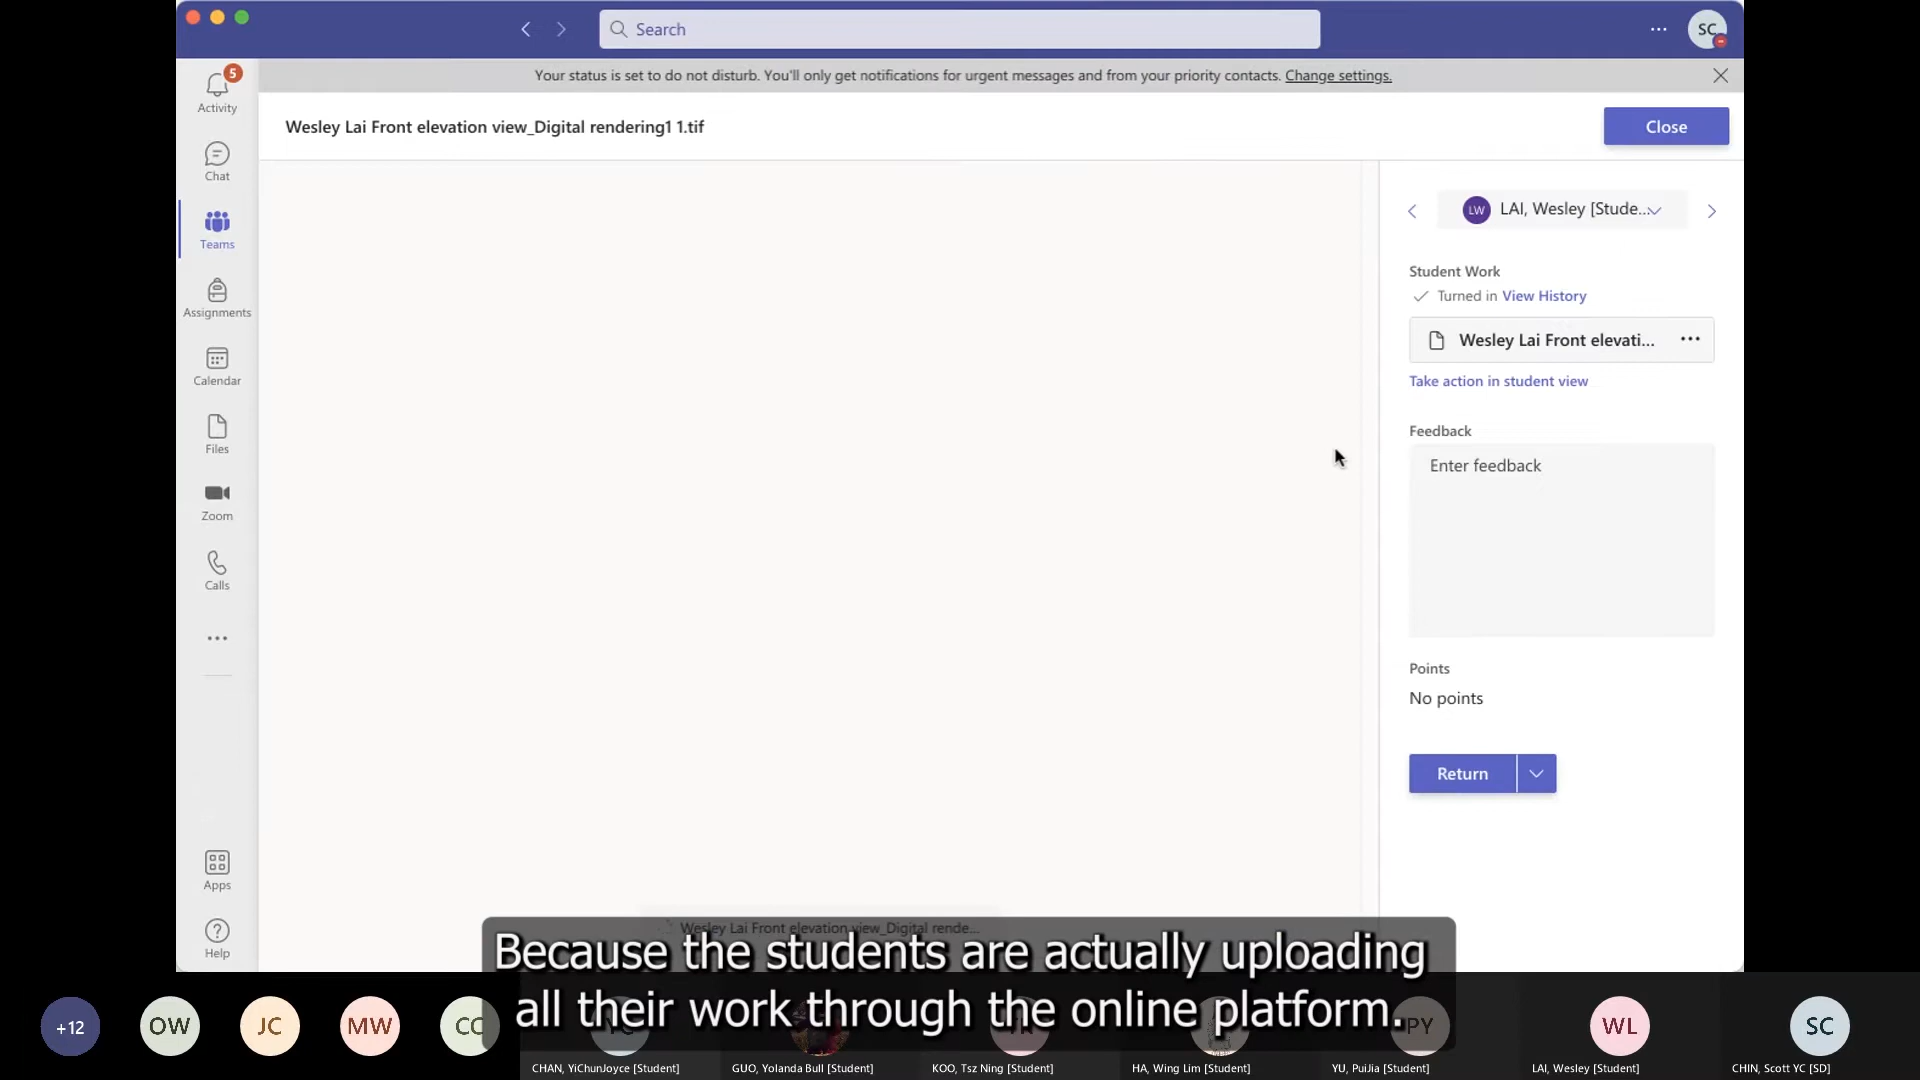 Search
SC
5
Your status is set to do not disturb. You'll only get notifications for urgent messages and from your priority contacts. Change settings.
Activity
Wesley Lai Front elevation view_Digital rendering1 1.tif
Close
Chat
LW LAI, Wesley [Stude...
Teams
Student Work
Turned in View History
Assignments
Wesley Lai Front elevati...
Take action in student view
Calendar
Feedback
Enter feedback
Files
Zoom
Calls
Points
No points
Return
Apps
Help
Wesley Lai Front elevation view_Digital rende...
Because the students are actually uploading
all their work through the online platform.
+12
OW
JC
MW
CC
PY
WL
SC
CHAN, YiChunJoyce [Student]
GUO, Yolanda Bull [Student]
KOO, Tsz Ning [Student]
HA, Wing Lim [Student]
YU, PuiJia [Student]
LAI, Wesley [Student]
CHIN, Scott YC [SD]